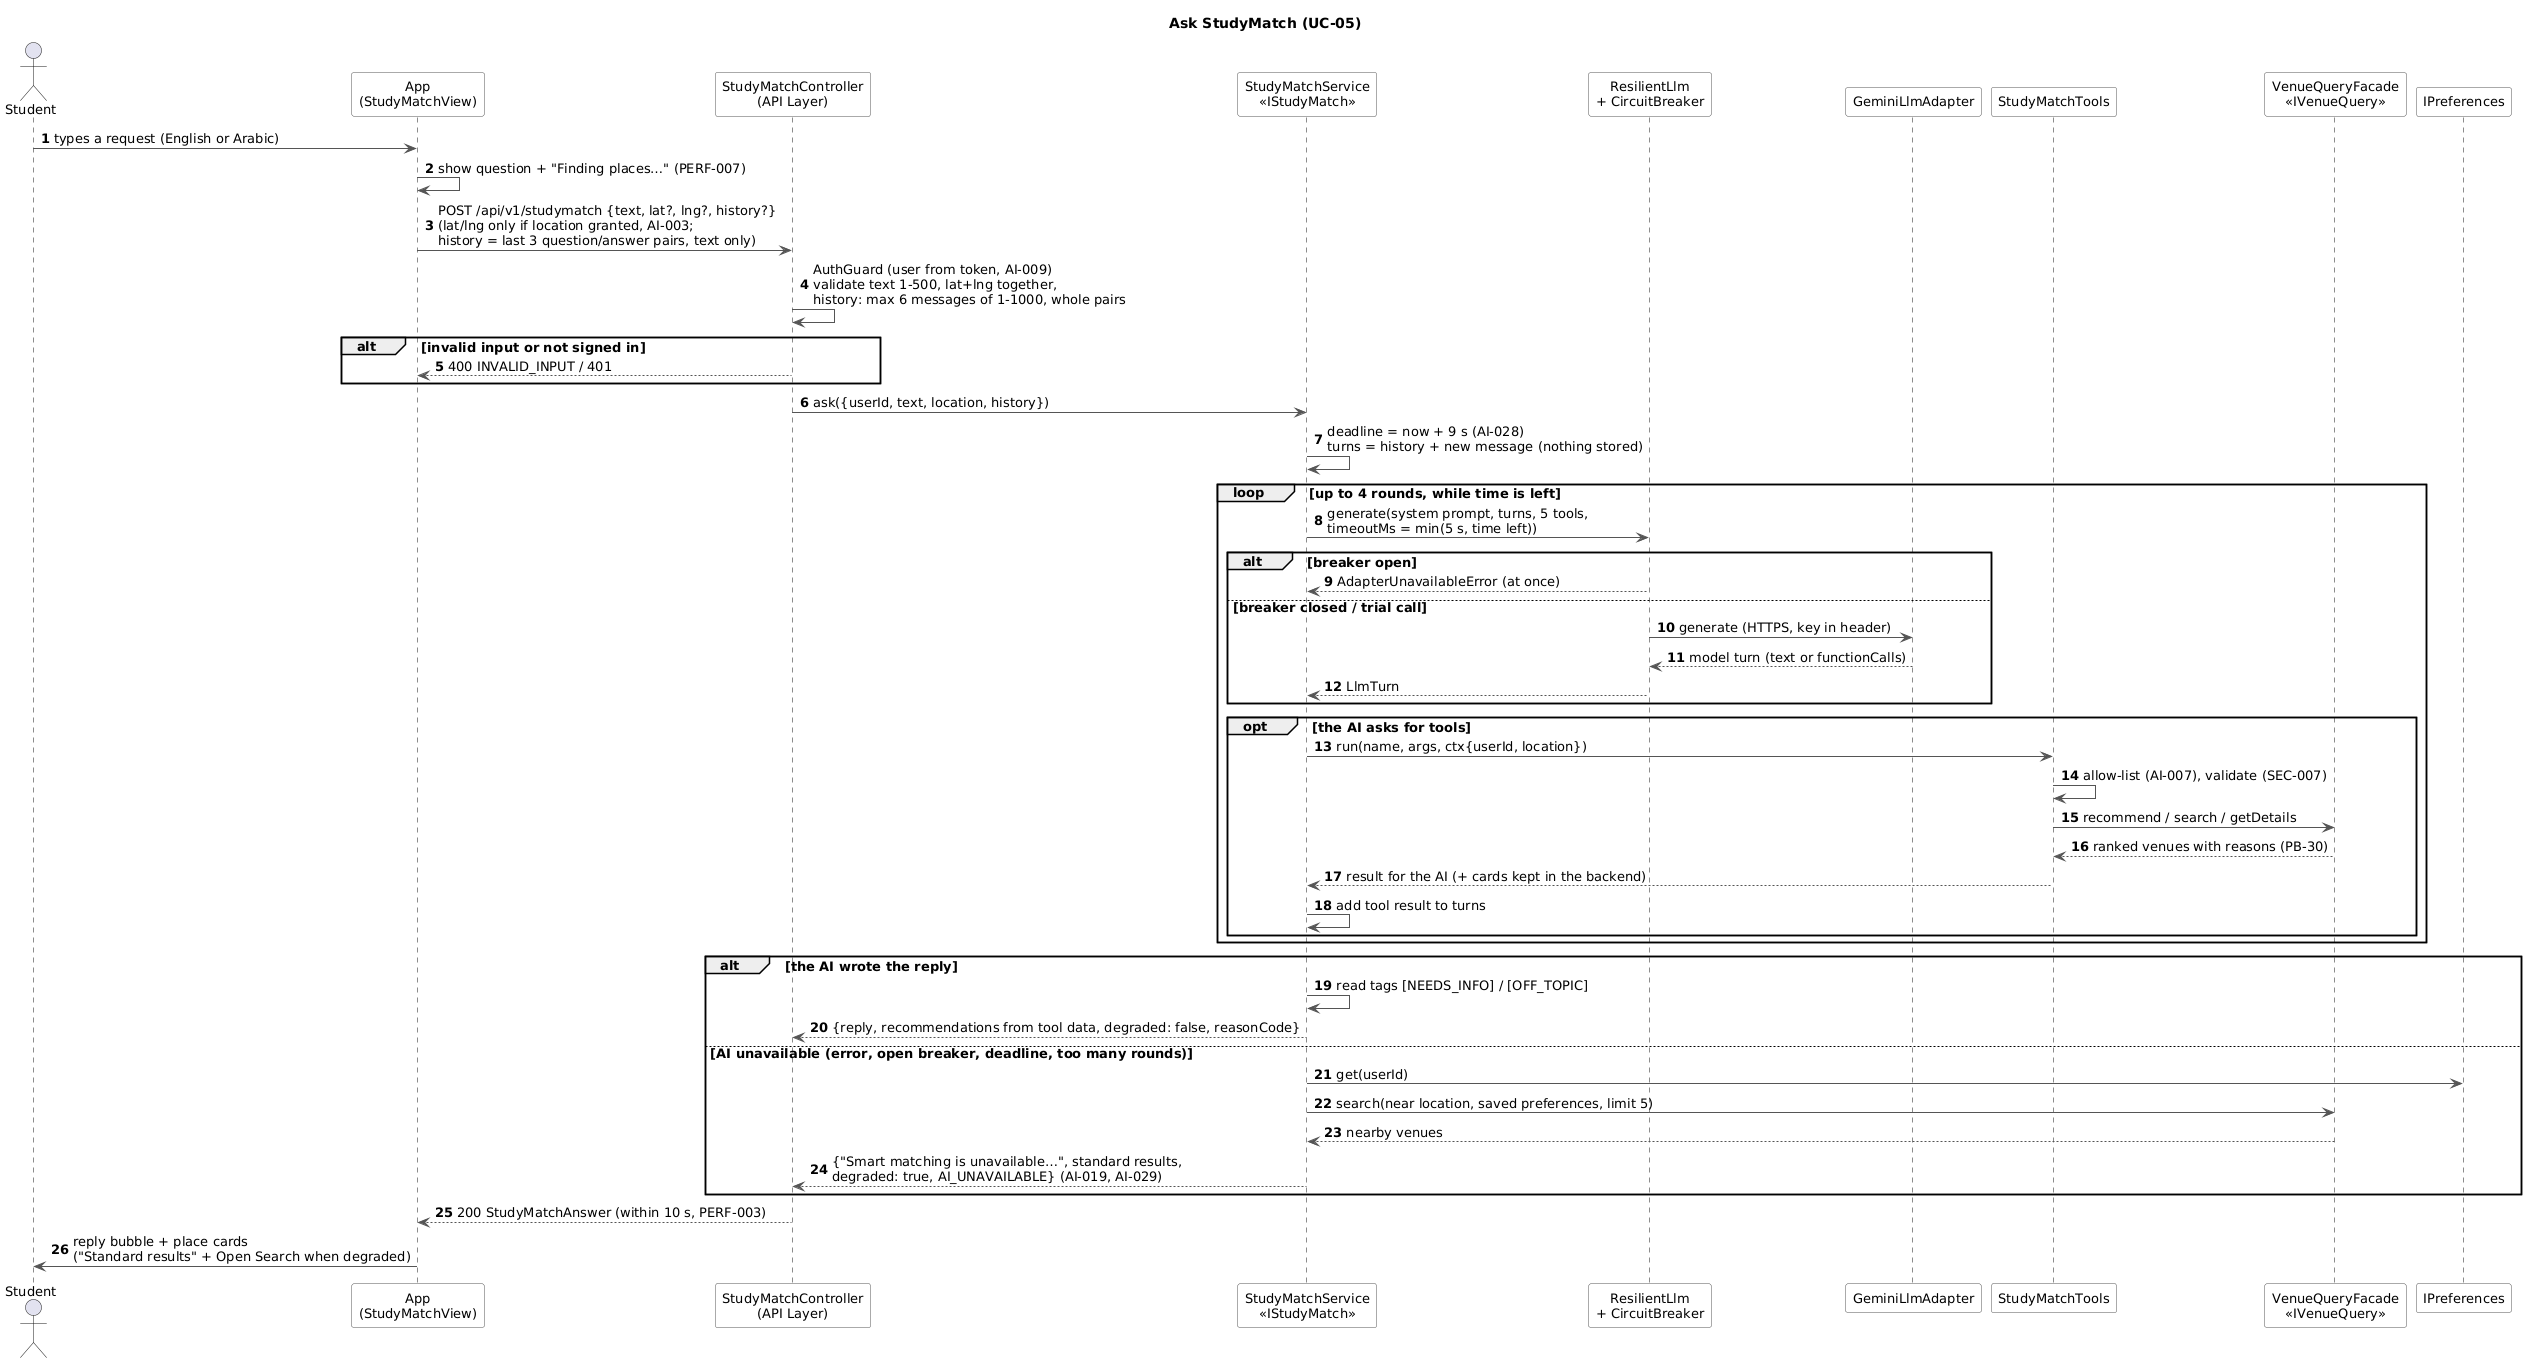 Ask StudyMatch (UC-05)
Student
App
(StudyMatchView)
StudyMatchController
(API Layer)
StudyMatchService
«IStudyMatch»
ResilientLlm
+ CircuitBreaker
GeminiLlmAdapter
StudyMatchTools
VenueQueryFacade
«IVenueQuery»
IPreferences
1 types a request (English or Arabic)
2 show question + "Finding places..." (PERF-007)
POST /api/v1/studymatch {text, lat?, lng?, history?}
3 (lat/lng only if location granted, AI-003;
history = last 3 question/answer pairs, text only)
AuthGuard (user from token, AI-009)
4 validate text 1-500, lat+lng together,
history: max 6 messages of 1-1000, whole pairs
alt [invalid input or not signed in]
5 400 INVALID_INPUT / 401
6 ask({userId, text, location, history})
7 deadline = now + 9 s (AI-028)
turns = history + new message (nothing stored)
loop [up to 4 rounds, while time is left]
8 generate(system prompt, turns, 5 tools,
timeoutMs = min(5 s, time left))
alt [breaker open]
9 AdapterUnavailableError (at once)
[breaker closed / trial call]
10 generate (HTTPS, key in header)
11 model turn (text or functionCalls)
12 LlmTurn
opt [the AI asks for tools]
13 run(name, args, ctx{userId, location})
14 allow-list (AI-007), validate (SEC-007)
15 recommend / search / getDetails
16 ranked venues with reasons (PB-30)
17 result for the AI (+ cards kept in the backend)
18 add tool result to turns
alt [the AI wrote the reply]
19 read tags [NEEDS_INFO] / [OFF_TOPIC]
20 {reply, recommendations from tool data, degraded: false, reasonCode}
[AI unavailable (error, open breaker, deadline, too many rounds)]
21 get(userId)
22 search(near location, saved preferences, limit 5)
23 nearby venues
24 {"Smart matching is unavailable...", standard results,
degraded: true, AI_UNAVAILABLE} (AI-019, AI-029)
25 200 StudyMatchAnswer (within 10 s, PERF-003)
26 reply bubble + place cards
("Standard results" + Open Search when degraded)
Student
App
(StudyMatchView)
StudyMatchController
(API Layer)
StudyMatchService
«IStudyMatch»
ResilientLlm
+ CircuitBreaker
GeminiLlmAdapter
StudyMatchTools
VenueQueryFacade
«IVenueQuery»
IPreferences